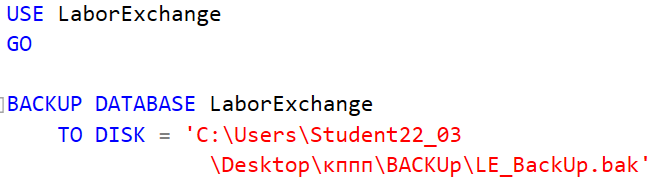 USE LaborExchange
GO
BACKUP DATABASE LaborExchange
TO DISK = 'C:\Users\Student22_03
\Desktop\кппп\BACKUp\LE_BackUp.bak'